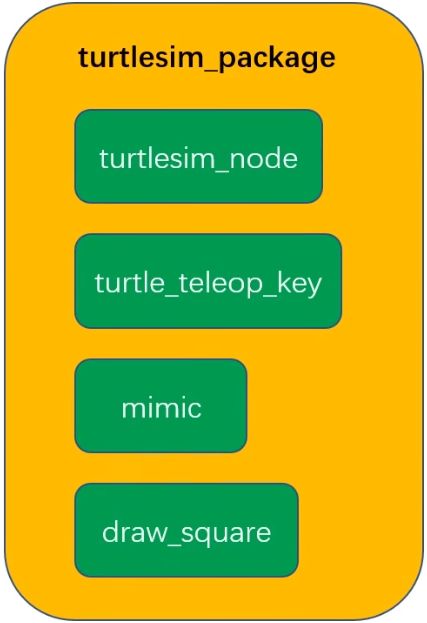 turtlesim_package
turtlesim_node
turtle_teleop_key
mimic
draw_square